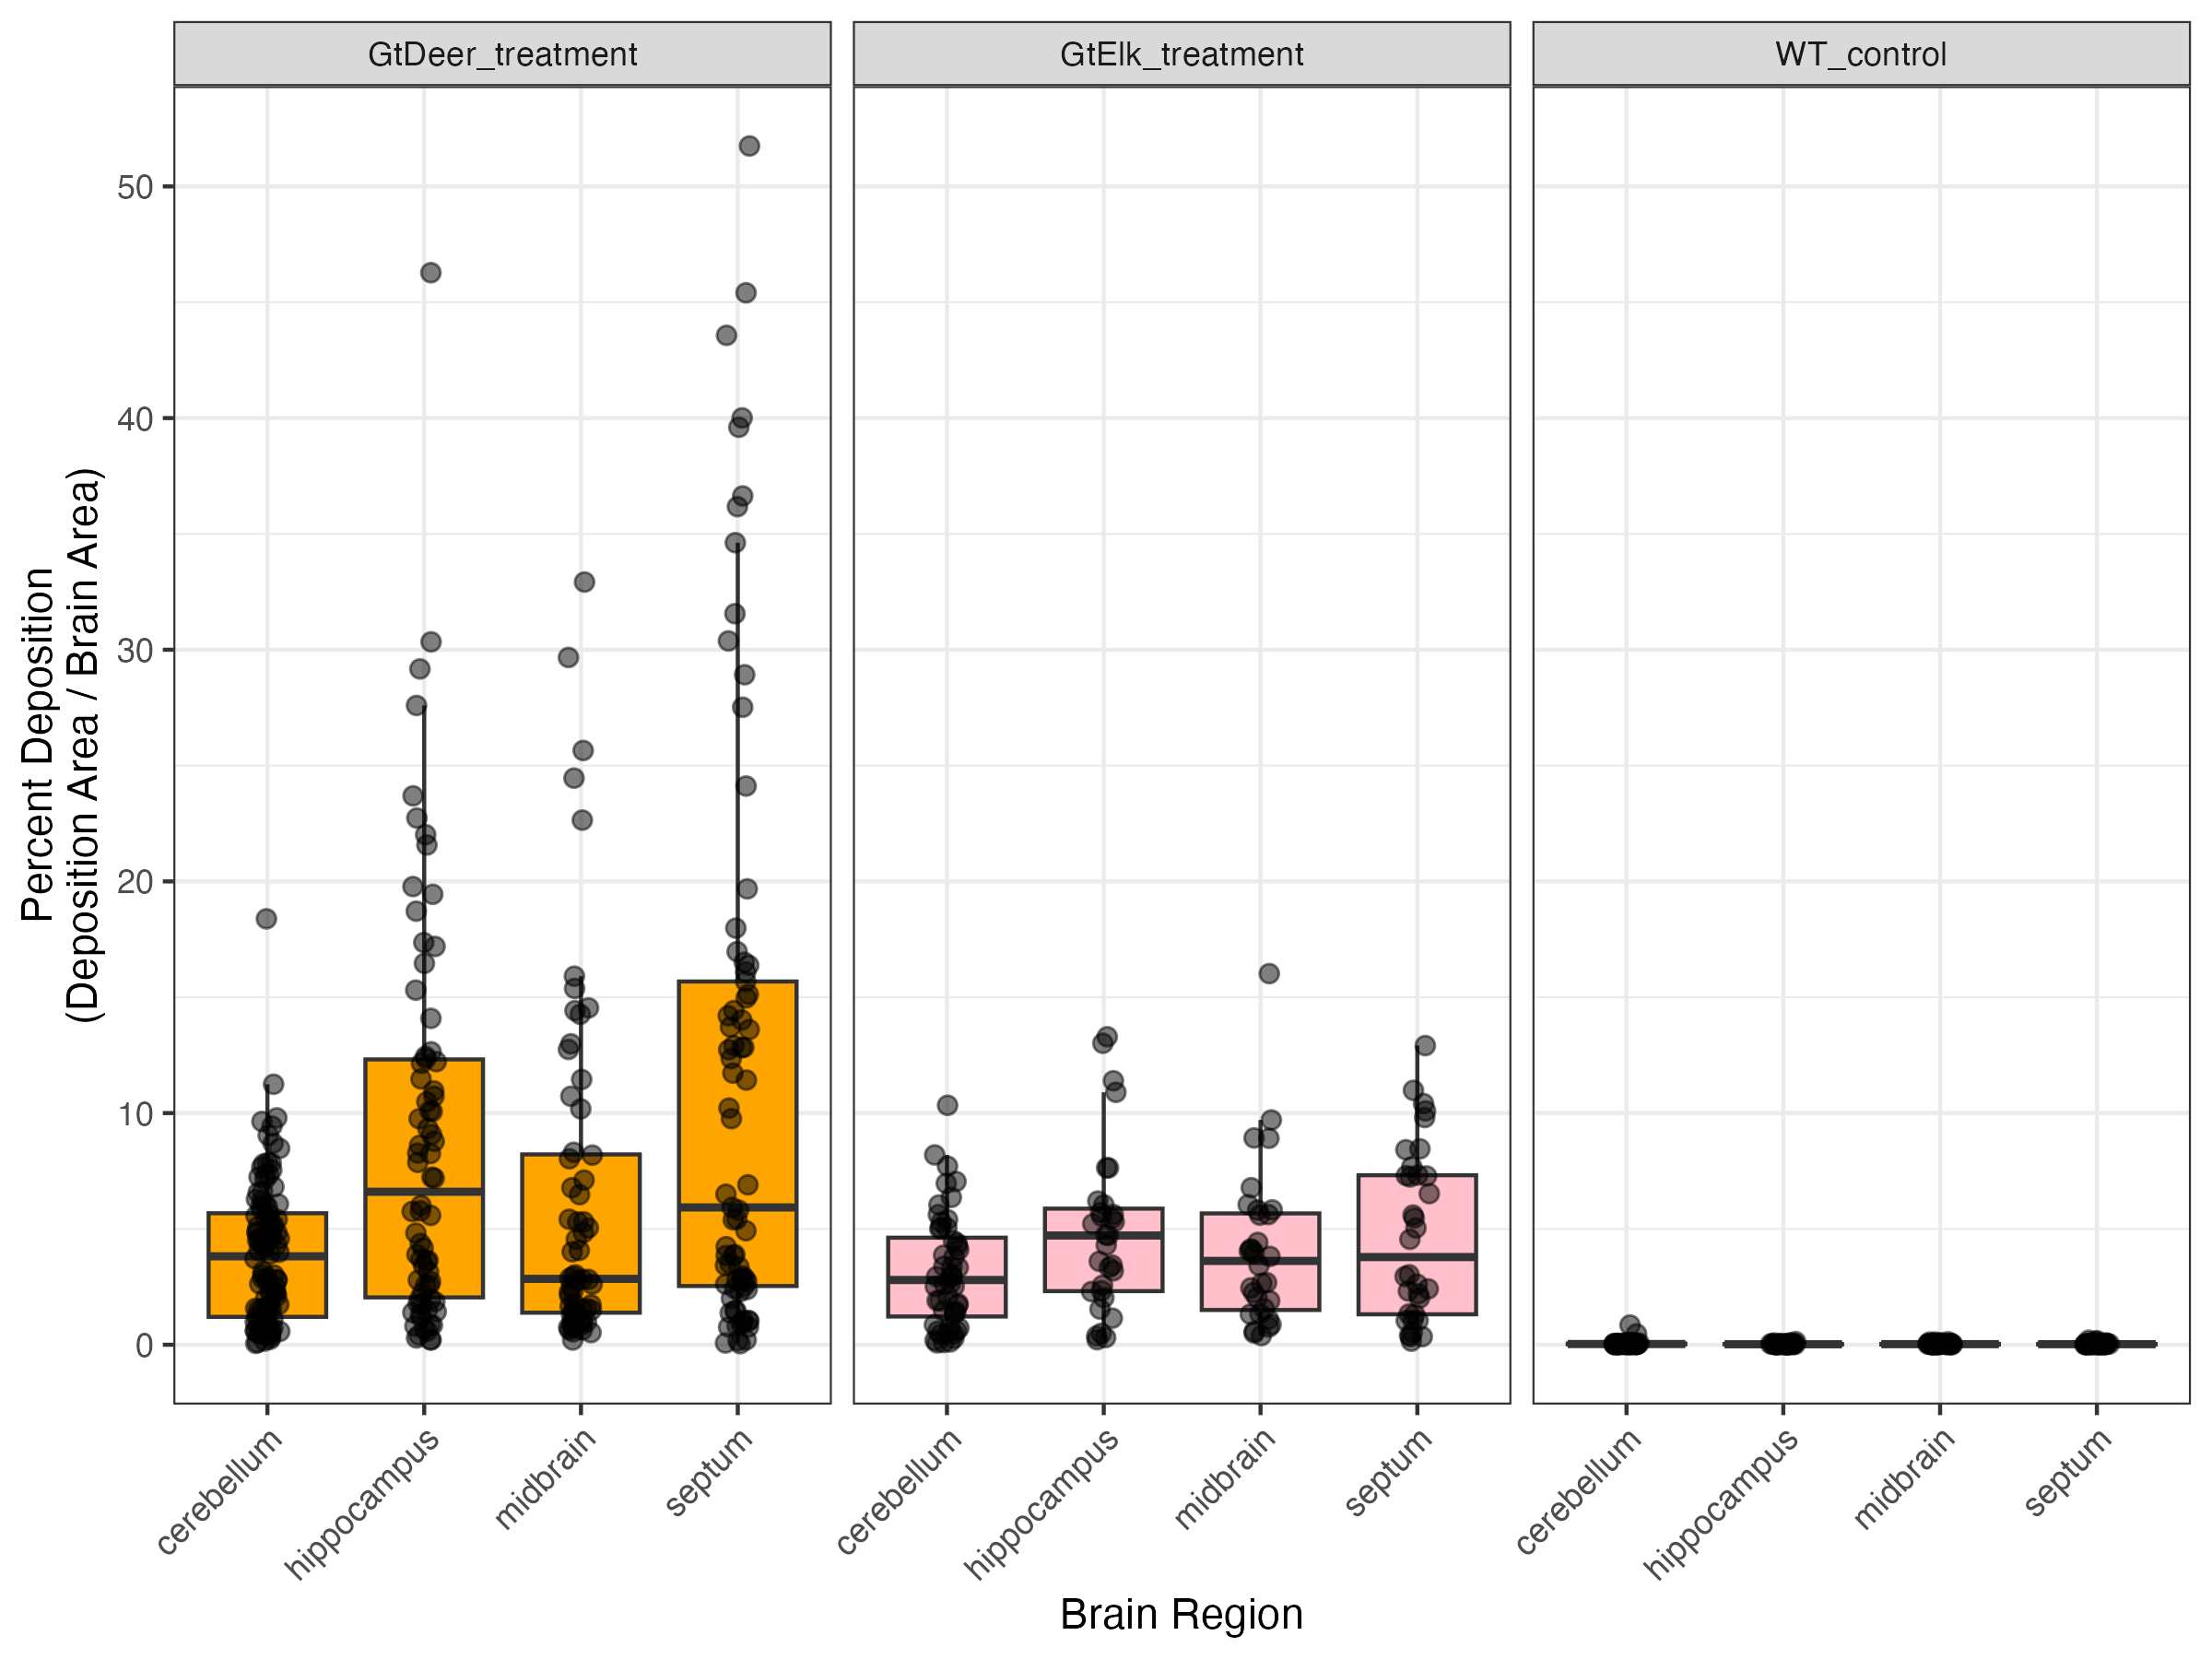 GtDeer_treatment
GtElk_treatment
WT_control
50
40
30
20
10
0
Percent Deposition
(Deposition Area / Brain Area)
cerebellum
hippocampus
midbrain
septum
cerebellum
hippocampus
midbrain
septum
cerebellum
hippocampus
midbrain
septum
Brain Region